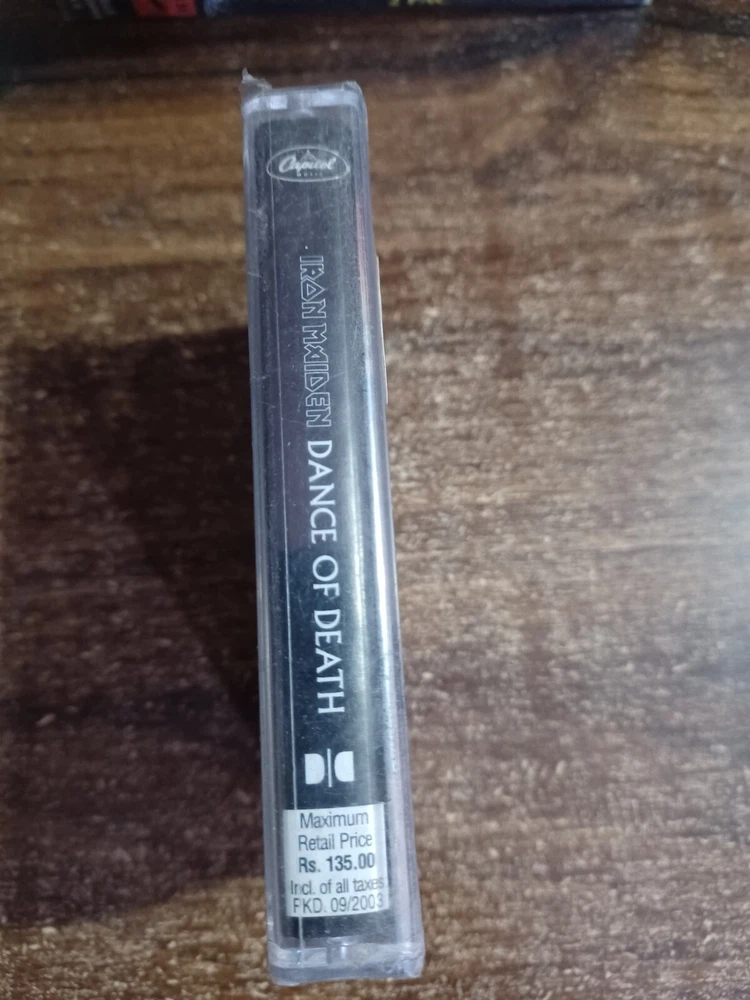 Capitol
MUSIC
IRON MAIDEN DANCE OF DEATH
Maximum
Retail Price
Rs. 135.00
Incl. of all taxes
PKD. 09/2003